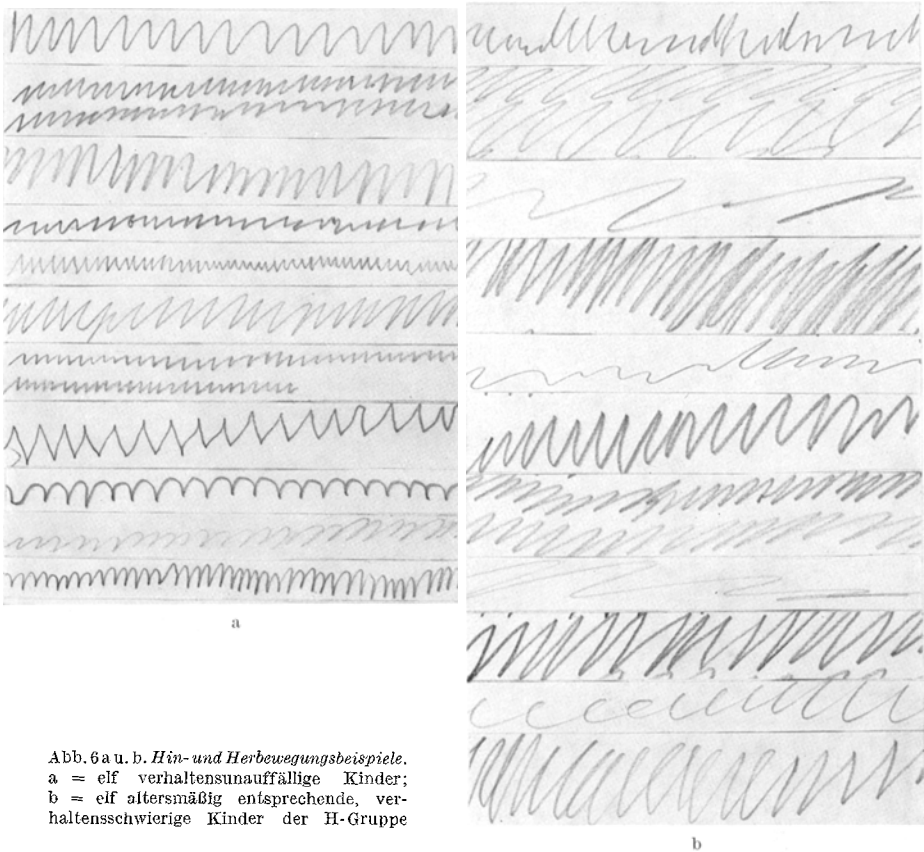 a
Abb. 6 a u. b. Hin- und Herbewegungsbeispiele.
a = elf verhaltensunauffällige Kinder;
b = elf altersmäßig entsprechende, ver-
haltensschwierige Kinder der H-Gruppe
b